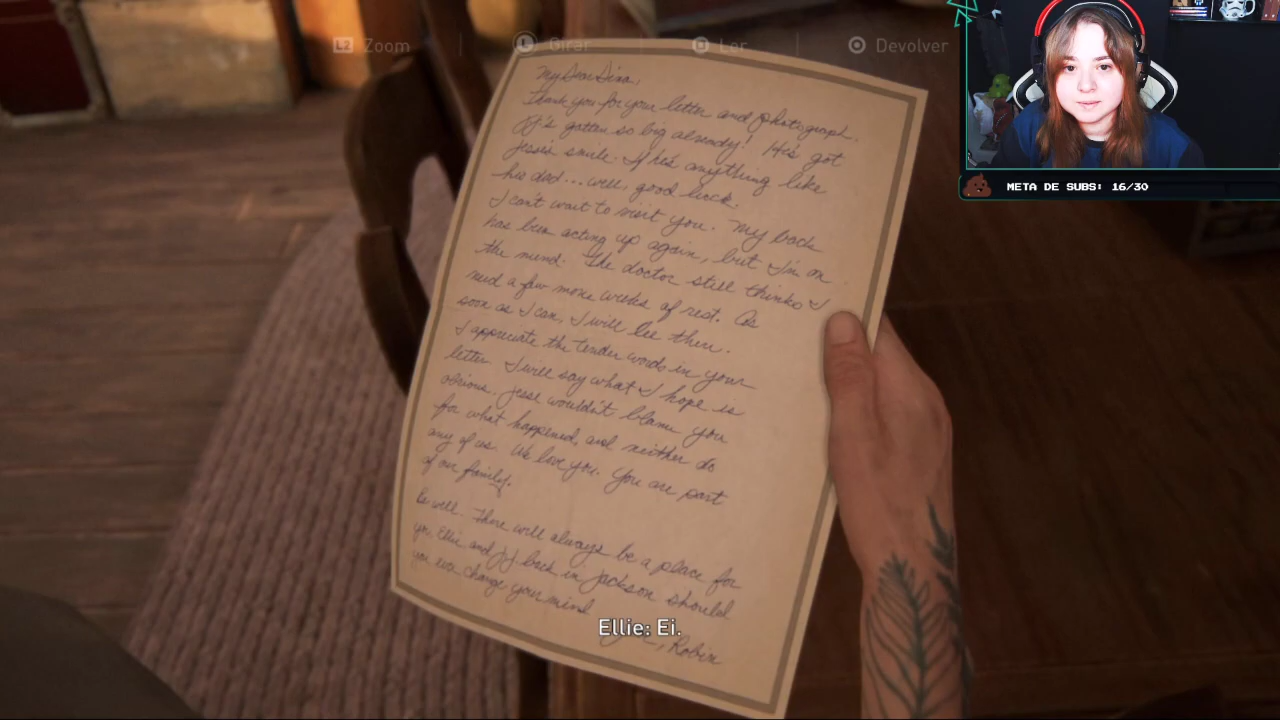 L2 Zoom
L Girar
Ler
Devolver
META DE SUBS: 16/30
My Dear Dina,
Thank you for your letter and photograph.
JJ's gotten so big already! He's got
Jesse's smile. If he's anything like
his dad... well, good luck.
I can't wait to visit you. My back
has been acting up again, but I'm on
the mend. The doctor still thinks I
need a few more weeks of rest. As
soon as I can, I will be there.
I appreciate the tender words in your
letter. I will say what I hope is
obvious, Jesse wouldn't blame you
for what happened, and neither do
any of us. We love you. You are part
of our family.
Be well. There will always be a place for
you, Ellie and JJ back in Jackson should
you ever change your mind
, Robin
Ellie: Ei.